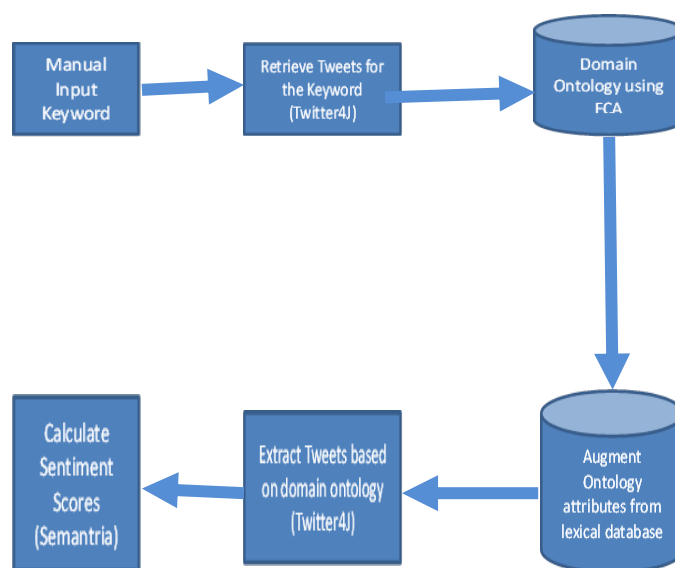 Manual
Input
Keyword
Retrieve Tweets for
the Keyword
(Twitter4J)
Domain
Ontology using
FCA
Augment
Ontology
attributes from
lexical database
Extract Tweets based
on domain ontology
(Twitter4J)
Calculate
Sentiment
Scores
(Semantria)